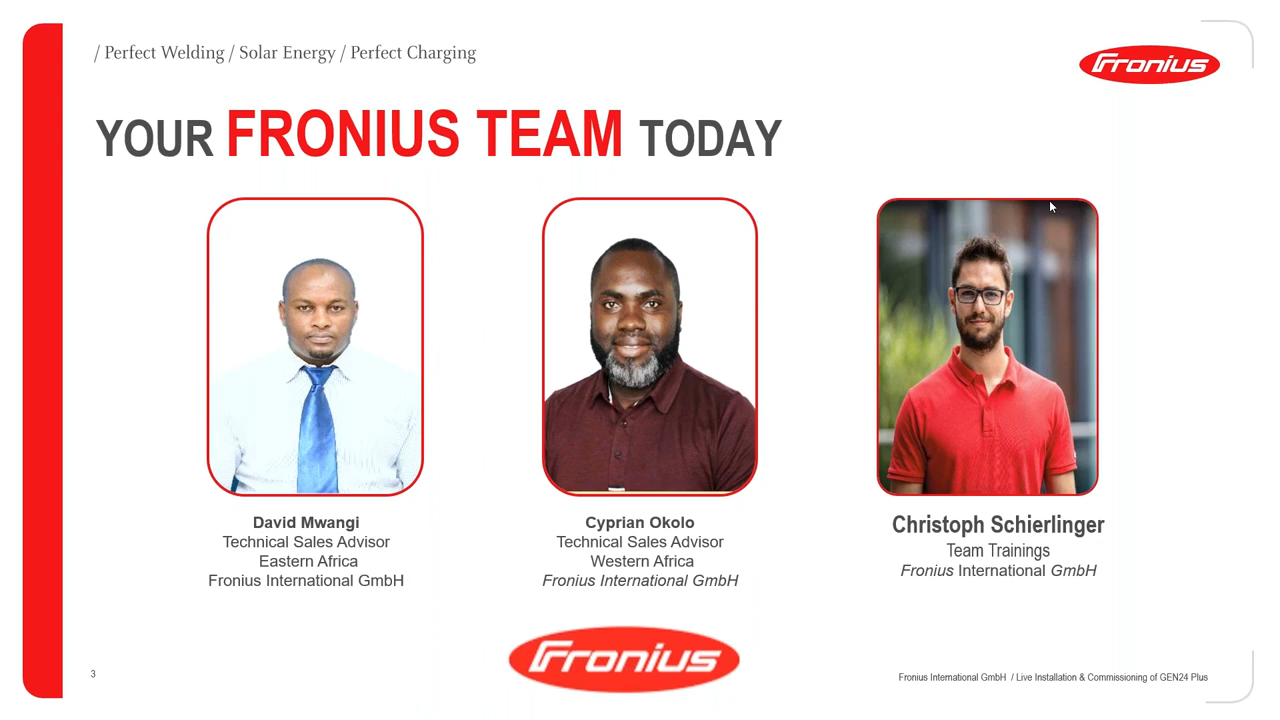 / Perfect Welding / Solar Energy / Perfect Charging
Fronius
YOUR FRONIUS TEAM TODAY
David Mwangi
Technical Sales Advisor
Eastern Africa
Fronius International GmbH
Cyprian Okolo
Technical Sales Advisor
Western Africa
Fronius International GmbH
Christoph Schierlinger
Team Trainings
Fronius International GmbH
Fronius
3
Fronius International GmbH / Live Installation & Commissioning of GEN24 Plus